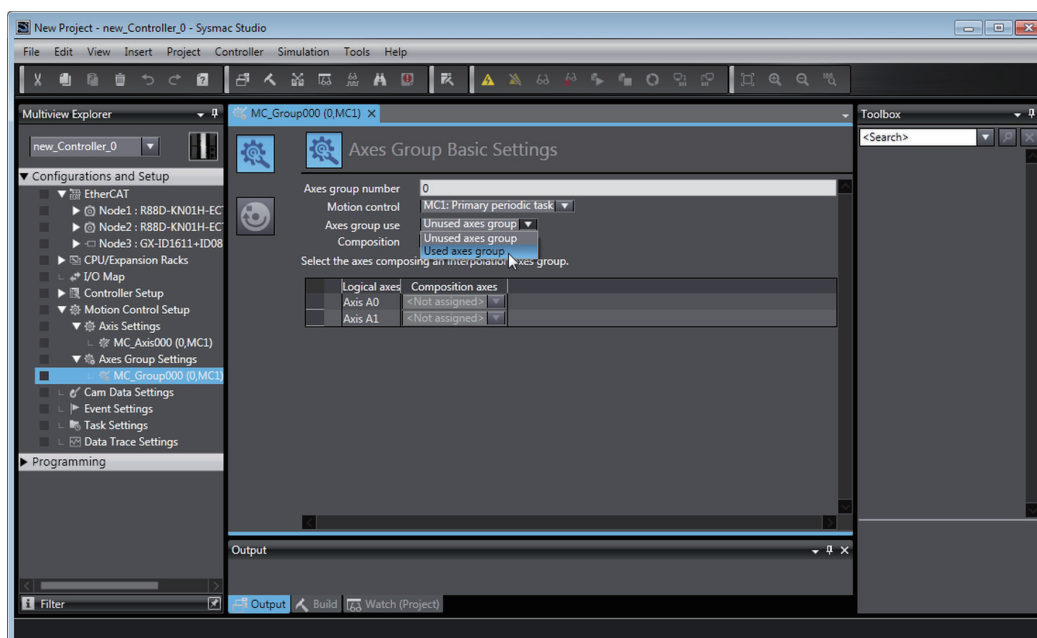 New Project - new_Controller_0 - Sysmac Studio
File Edit View Insert Project Controller Simulation Tools Help
Multiview Explorer
new_Controller_0
Configurations and Setup
EtherCAT
Node1 : R88D-KN01H-EC
Node2 : R88D-KN01H-EC
Node3 : GX-ID1611+ID08
CPU/Expansion Racks
I/O Map
Controller Setup
Motion Control Setup
Axis Settings
MC_Axis000 (0,MC1)
Axes Group Settings
MC_Group000 (0,MC1)
Cam Data Settings
Event Settings
Task Settings
Data Trace Settings
Programming
Filter
MC_Group000 (0,MC1)
Axes Group Basic Settings
Axes group number 0
Motion control MC1: Primary periodic task
Axes group use Unused axes group
Unused axes group
Used axes group
Composition
Select the axes composing an interpolation axes group.
Logical axes Composition axes
Axis A0 <Not assigned>
Axis A1 <Not assigned>
Output
Output Build Watch (Project)
Toolbox
<Search>